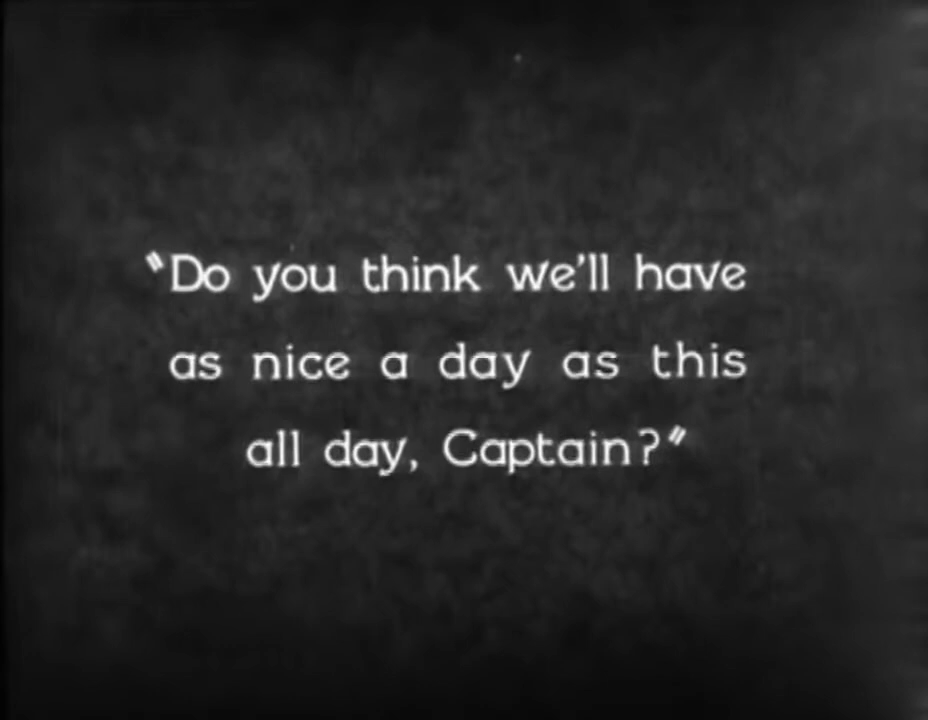 "Do you think we'll have
as nice a day as this
all day, Captain?"